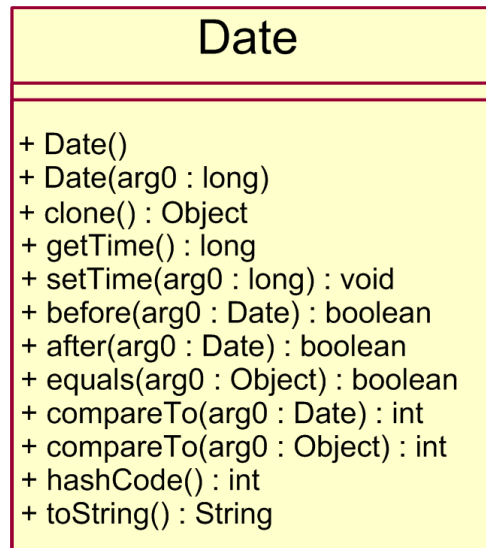 Date
+ Date()
+ Date(arg0 : long)
+ clone() : Object
+ getTime() : long
+ setTime(arg0 : long) : void
+ before(arg0 : Date) : boolean
+ after(arg0 : Date) : boolean
+ equals(arg0 : Object) : boolean
+ compareTo(arg0 : Date) : int
+ compareTo(arg0 : Object) : int
+ hashCode() : int
+ toString() : String